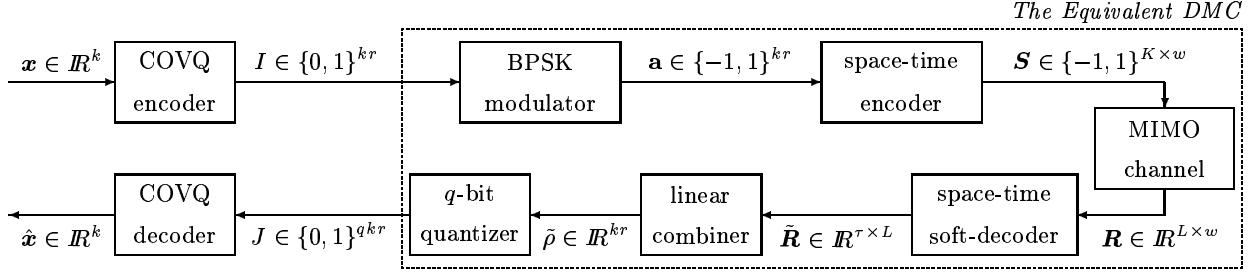 The Equivalent DMC
x ∈ ℝ^k
COVQ
encoder
I ∈ {0, 1}^{kr}
BPSK
modulator
a ∈ {−1, 1}^{kr}
space-time
encoder
S ∈ {−1, 1}^{K×w}
MIMO
channel
x̂ ∈ ℝ^k
COVQ
decoder
J ∈ {0, 1}^{qkr}
q-bit
quantizer
ρ̃ ∈ ℝ^{kr}
linear
combiner
R̃ ∈ ℝ^{τ×L}
space-time
soft-decoder
R ∈ ℝ^{L×w}